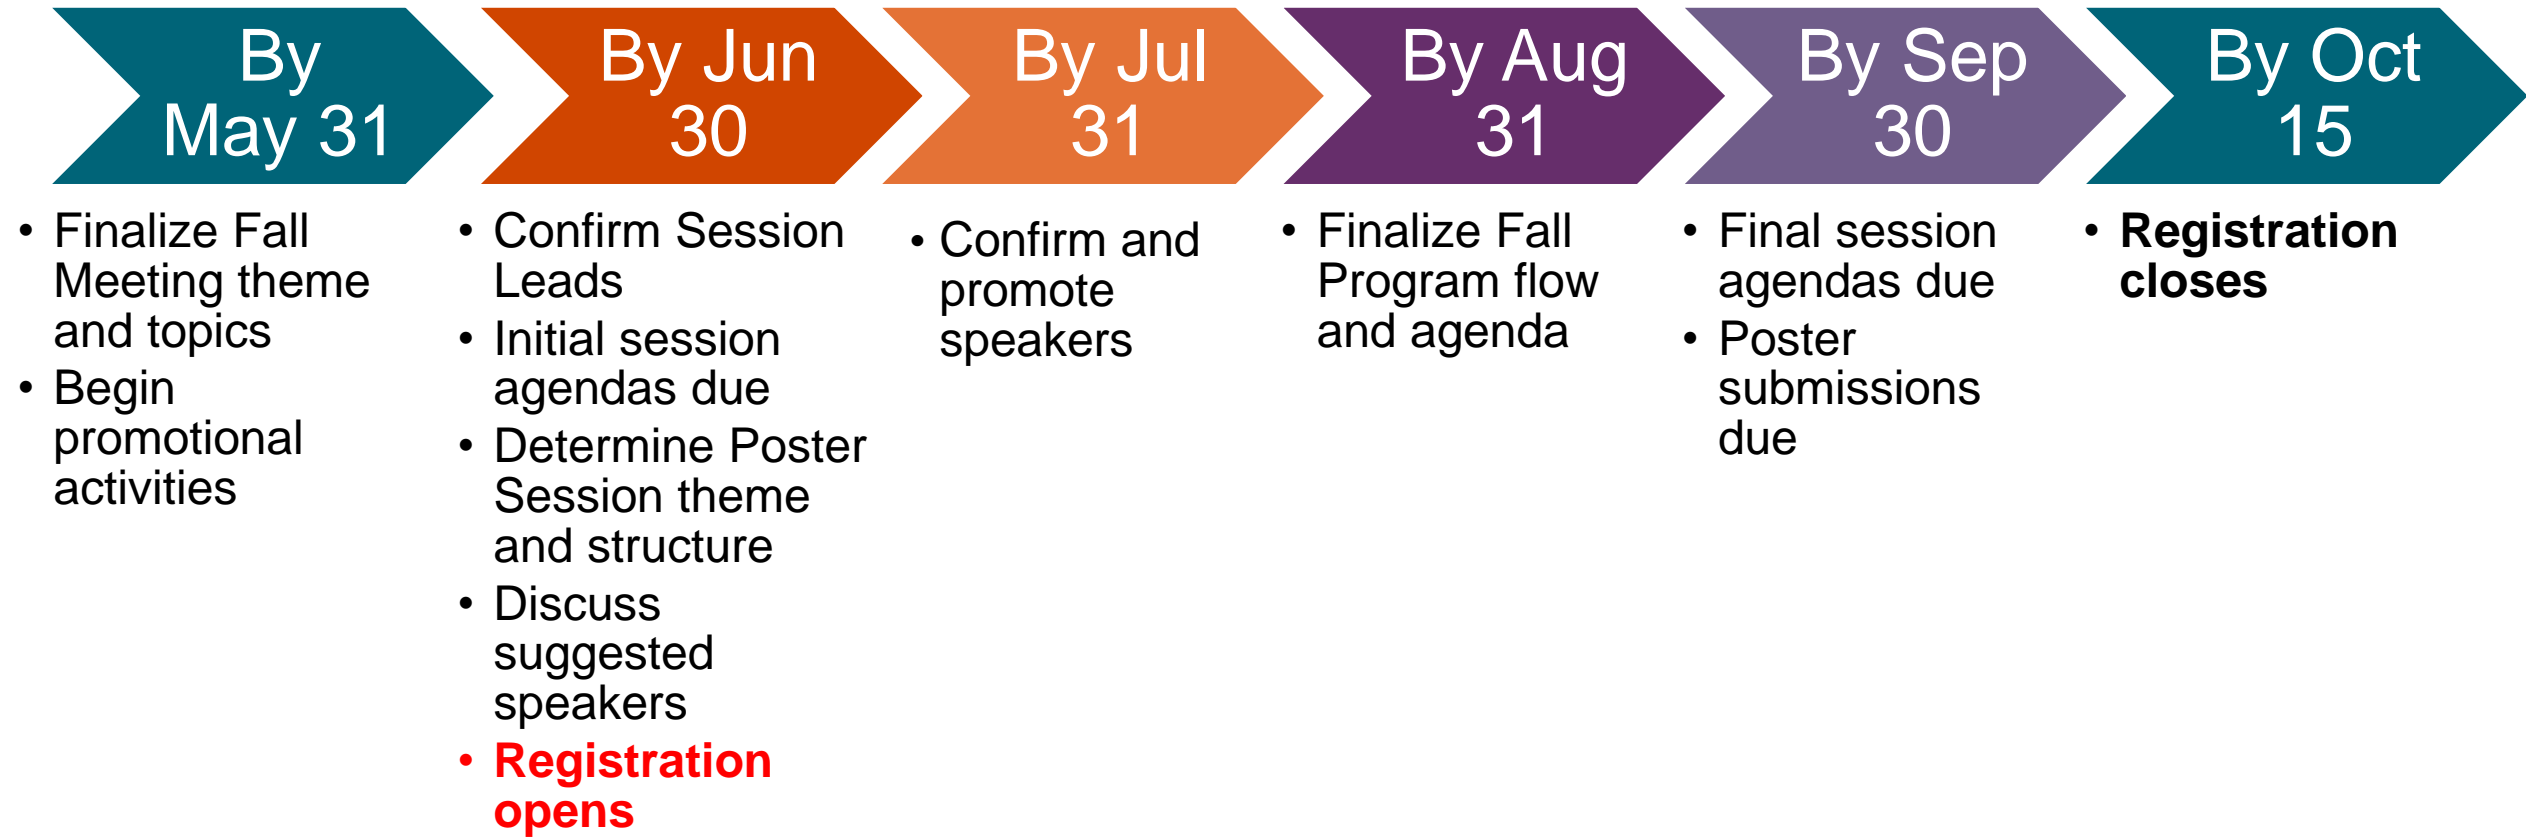 By
May 31
By Jun
30
By Jul
31
By Aug
31
By Sep
30
By Oct
15
• Finalize Fall
Meeting theme
and topics
• Begin
promotional
activities
• Confirm Session
Leads
• Initial session
agendas due
• Determine Poster
Session theme
and structure
• Discuss
suggested
speakers
• Registration
opens
• Confirm and
promote
speakers
• Finalize Fall
Program flow
and agenda
• Final session
agendas due
• Poster
submissions
due
• Registration
closes